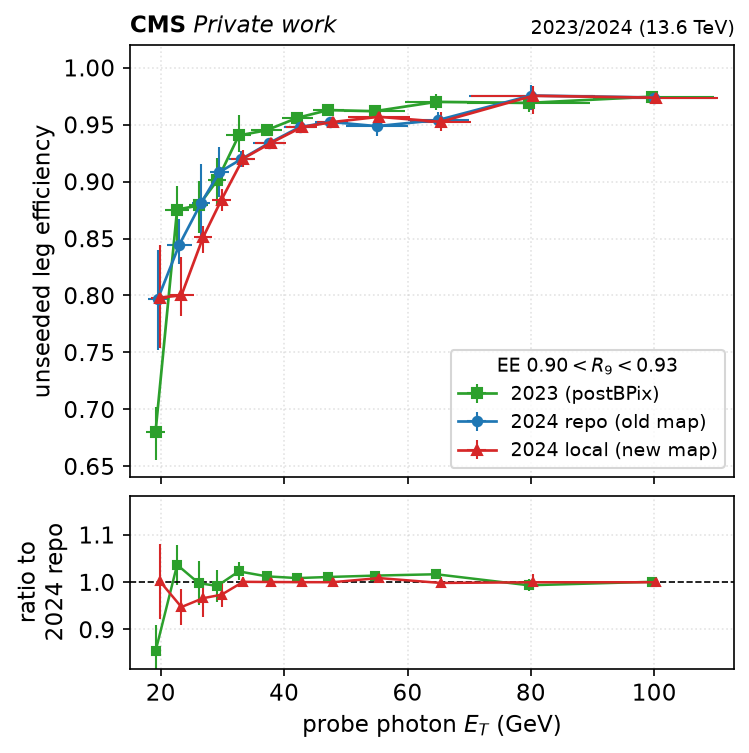 CMS Private work
2023/2024 (13.6 TeV)
1.00
0.95
0.90
0.85
0.80
0.75
0.70
0.65
unseeded leg efficiency
EE 0.90 < R₉ < 0.93
2023 (postBPix)
2024 repo (old map)
2024 local (new map)
1.1
1.0
0.9
ratio to
2024 repo
20 40 60 80 100
probe photon E_T (GeV)